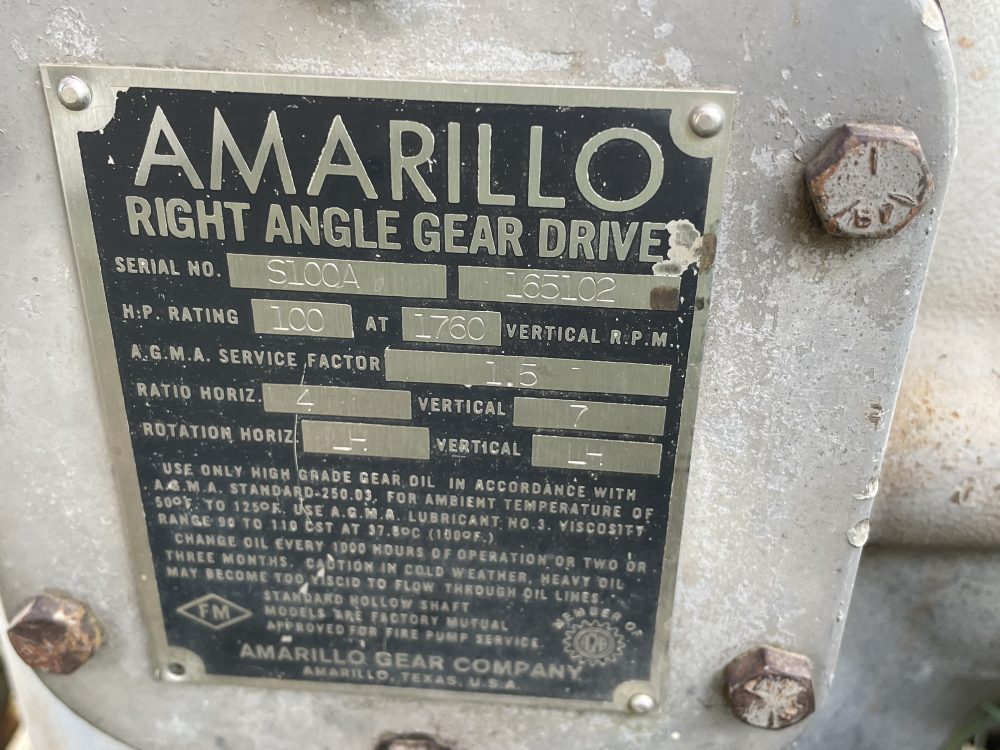 AMARILLO
RIGHT ANGLE GEAR DRIVE
SERIAL NO. S100A 165102
H.P. RATING 100 AT 1760 VERTICAL R.P.M.
A.G.M.A. SERVICE FACTOR 1.5
RATIO HORIZ. 4 VERTICAL 7
ROTATION HORIZ. LH VERTICAL LH
USE ONLY HIGH GRADE GEAR OIL IN ACCORDANCE WITH
A.G.M.A. STANDARD-250.03. FOR AMBIENT TEMPERATURE OF
50°F. TO 125°F. USE A.G.M.A. LUBRICANT NO. 3. VISCOSITY
RANGE 90 TO 110 CST AT 37.8°C (100°F.)
CHANGE OIL EVERY 1000 HOURS OF OPERATION OR TWO OR
THREE MONTHS. CAUTION IN COLD WEATHER, HEAVY OIL
MAY BECOME TOO VISCID TO FLOW THROUGH OIL LINES.
STANDARD HOLLOW SHAFT
MODELS ARE FACTORY MUTUAL
APPROVED FOR FIRE PUMP SERVICE.
FM
MEMBER OF
AMARILLO GEAR COMPANY
AMARILLO, TEXAS, U.S.A.